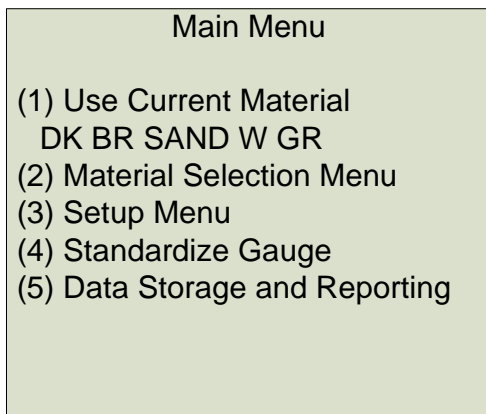 Main Menu
(1) Use Current Material
DK BR SAND W GR
(2) Material Selection Menu
(3) Setup Menu
(4) Standardize Gauge
(5) Data Storage and Reporting